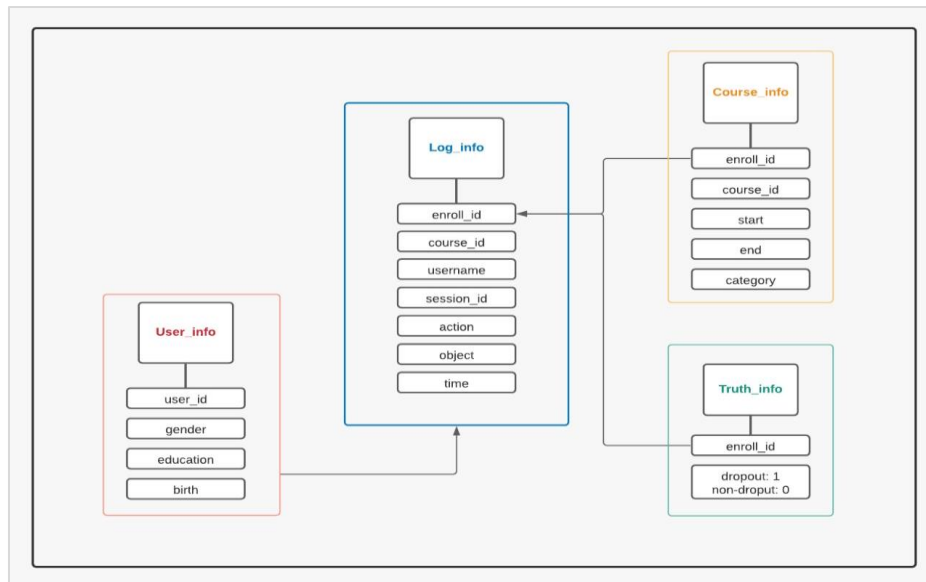 Course_info
enroll_id
course_id
start
end
category
Log_info
enroll_id
course_id
username
session_id
action
object
time
User_info
user_id
gender
education
birth
Truth_info
enroll_id
dropout: 1
non-droput: 0